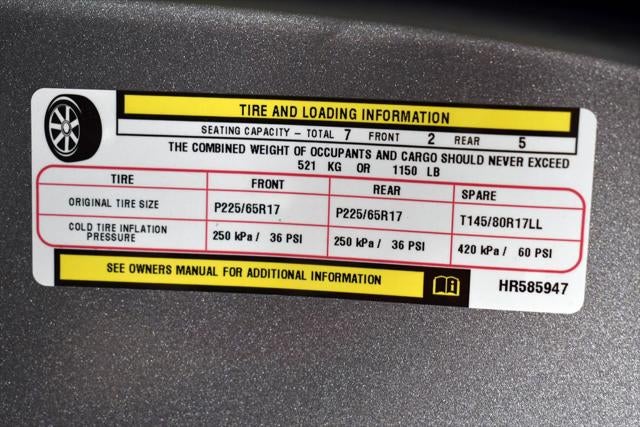 TIRE AND LOADING INFORMATION
SEATING CAPACITY – TOTAL 7 FRONT 2 REAR 5
THE COMBINED WEIGHT OF OCCUPANTS AND CARGO SHOULD NEVER EXCEED
521 KG OR 1150 LB
TIRE FRONT REAR SPARE
ORIGINAL TIRE SIZE P225/65R17 P225/65R17 T145/80R17LL
COLD TIRE INFLATION PRESSURE 250 kPa / 36 PSI 250 kPa / 36 PSI 420 kPa / 60 PSI
SEE OWNERS MANUAL FOR ADDITIONAL INFORMATION i HR585947